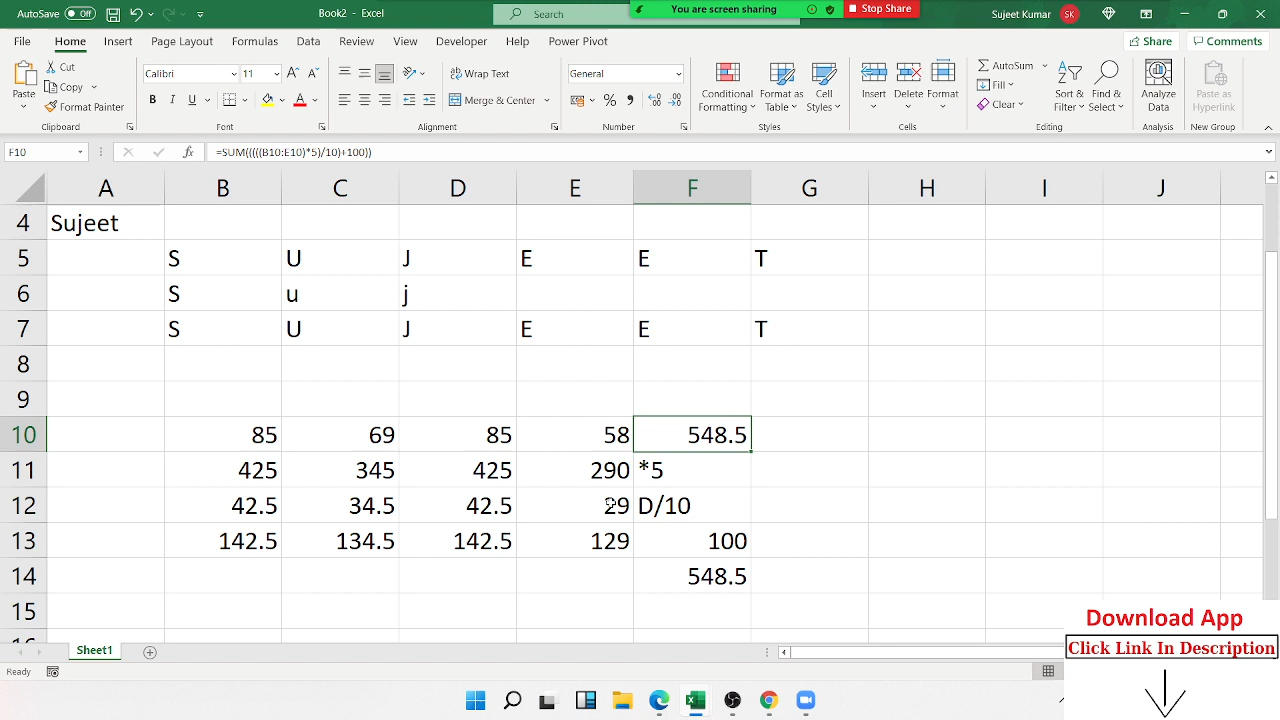 AutoSave Off Book2 - Excel Search You are screen sharing Stop Share Sujeet Kumar SK
File Home Insert Page Layout Formulas Data Review View Developer Help Power Pivot Share Comments
Paste Cut Copy Format Painter Clipboard
Calibri 11 B I U A Font
Wrap Text Merge & Center Alignment
General % Number
Conditional Formatting Format as Table Cell Styles Styles
Insert Delete Format Cells
AutoSum Fill Clear Sort & Filter Find & Select Editing
Analyze Data Analysis
Paste as Hyperlink New Group
F10 fx =SUM(((((B10:E10)*5)/10)+100))
A B C D E F G H I J
4 Sujeet
5 S U J E E T
6 S u j
7 S U J E E T
8
9
10 85 69 85 58 548.5
11 425 345 425 290 *5
12 42.5 34.5 42.5 29 D/10
13 142.5 134.5 142.5 129 100
14 548.5
15
Download App
Click Link In Description
Sheet1
Ready